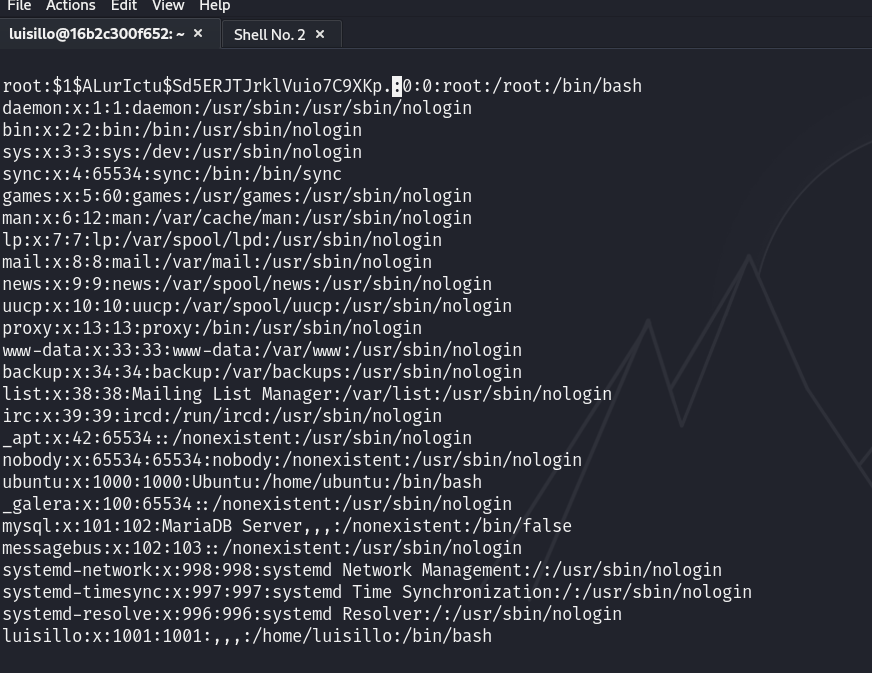 File Actions Edit View Help
luisillo@16b2c300f652: ~ × Shell No. 2 ×
root:$1$ALurIctu$Sd5ERJTJrklVuio7C9XKp.:0:0:root:/root:/bin/bash
daemon:x:1:1:daemon:/usr/sbin:/usr/sbin/nologin
bin:x:2:2:bin:/bin:/usr/sbin/nologin
sys:x:3:3:sys:/dev:/usr/sbin/nologin
sync:x:4:65534:sync:/bin:/bin/sync
games:x:5:60:games:/usr/games:/usr/sbin/nologin
man:x:6:12:man:/var/cache/man:/usr/sbin/nologin
lp:x:7:7:lp:/var/spool/lpd:/usr/sbin/nologin
mail:x:8:8:mail:/var/mail:/usr/sbin/nologin
news:x:9:9:news:/var/spool/news:/usr/sbin/nologin
uucp:x:10:10:uucp:/var/spool/uucp:/usr/sbin/nologin
proxy:x:13:13:proxy:/bin:/usr/sbin/nologin
www-data:x:33:33:www-data:/var/www:/usr/sbin/nologin
backup:x:34:34:backup:/var/backups:/usr/sbin/nologin
list:x:38:38:Mailing List Manager:/var/list:/usr/sbin/nologin
irc:x:39:39:ircd:/run/ircd:/usr/sbin/nologin
_apt:x:42:65534::/nonexistent:/usr/sbin/nologin
nobody:x:65534:65534:nobody:/nonexistent:/usr/sbin/nologin
ubuntu:x:1000:1000:Ubuntu:/home/ubuntu:/bin/bash
_galera:x:100:65534::/nonexistent:/usr/sbin/nologin
mysql:x:101:102:MariaDB Server,,,:/nonexistent:/bin/false
messagebus:x:102:103::/nonexistent:/usr/sbin/nologin
systemd-network:x:998:998:systemd Network Management:/:/usr/sbin/nologin
systemd-timesync:x:997:997:systemd Time Synchronization:/:/usr/sbin/nologin
systemd-resolve:x:996:996:systemd Resolver:/:/usr/sbin/nologin
luisillo:x:1001:1001:,,,:/home/luisillo:/bin/bash